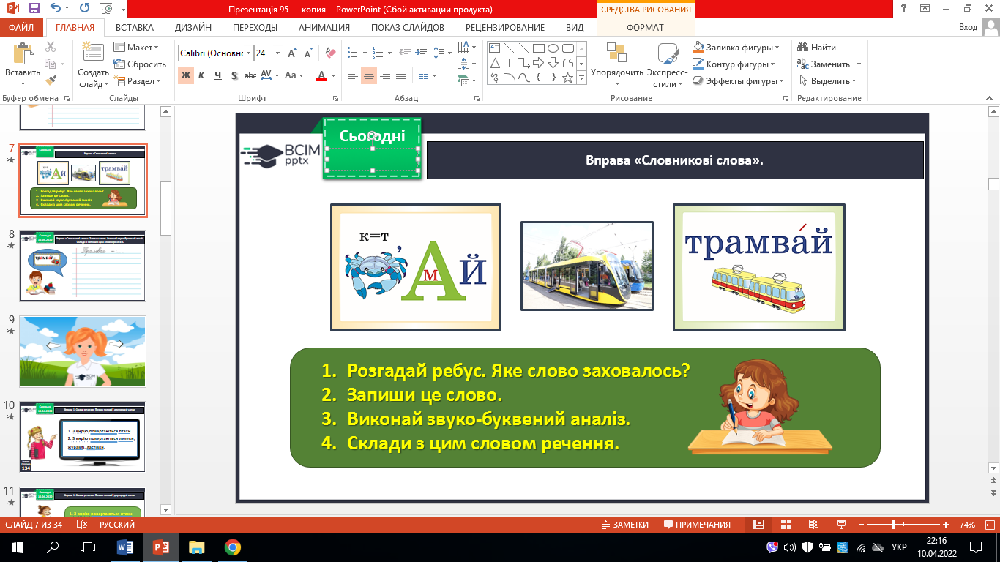 Презентація 95 — копия - PowerPoint (Сбой активации продукта)
СРЕДСТВА РИСОВАНИЯ
ФАЙЛ ГЛАВНАЯ ВСТАВКА ДИЗАЙН ПЕРЕХОДЫ АНИМАЦИЯ ПОКАЗ СЛАЙДОВ РЕЦЕНЗИРОВАНИЕ ВИД ФОРМАТ Вход
Вставить
Буфер обмена
Создать слайд
Макет
Сбросить
Раздел
Слайды
Calibri (Основно 24
Ж К Ч S abc AV Aa А
Шрифт
Абзац
Упорядочить
Экспресс-стили
Заливка фигуры
Контур фигуры
Эффекты фигуры
Рисование
Найти
Заменить
Выделить
Редактирование
7
8
9
10
1. З вирію повертаються птахи.
2. З вирію повертаються лелеки,
журавлі, ластівки.
134
11
1. З вирію повертаються птахи.
BCIM
pptx
Сьогодні
Вправа «Словникові слова».
к=т
,
А
м
й
трамвай
1. Розгадай ребус. Яке слово заховалось?
2. Запиши це слово.
3. Виконай звуко-буквений аналіз.
4. Склади з цим словом речення.
СЛАЙД 7 ИЗ 34 РУССКИЙ ЗАМЕТКИ ПРИМЕЧАНИЯ 74%
УКР
22:16
10.04.2022